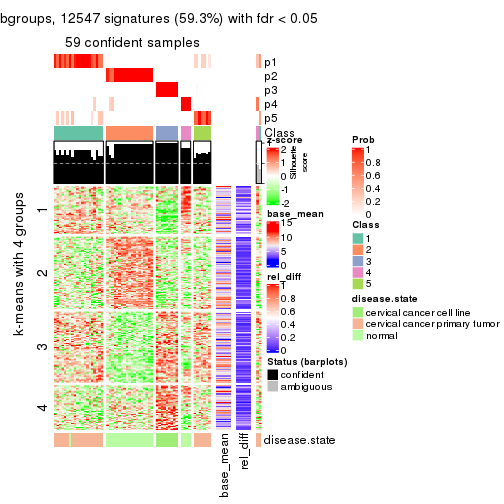 bgroups, 12547 signatures (59.3%) with fdr < 0.05
59 confident samples
p1
p2
p3
p4
p5
Class
1
0.5
0
Silhouette score
k-means with 4 groups
1
2
3
4
base_mean
rel_diff
disease.state
z-score
2
1
0
-1
-2
base_mean
15
10
5
0
rel_diff
1
0.8
0.6
0.4
0.2
0
Status (barplots)
confident
ambiguous
Prob
1
0.8
0.6
0.4
0.2
0
Class
1
2
3
4
5
disease.state
cervical cancer cell line
cervical cancer primary tumor
normal